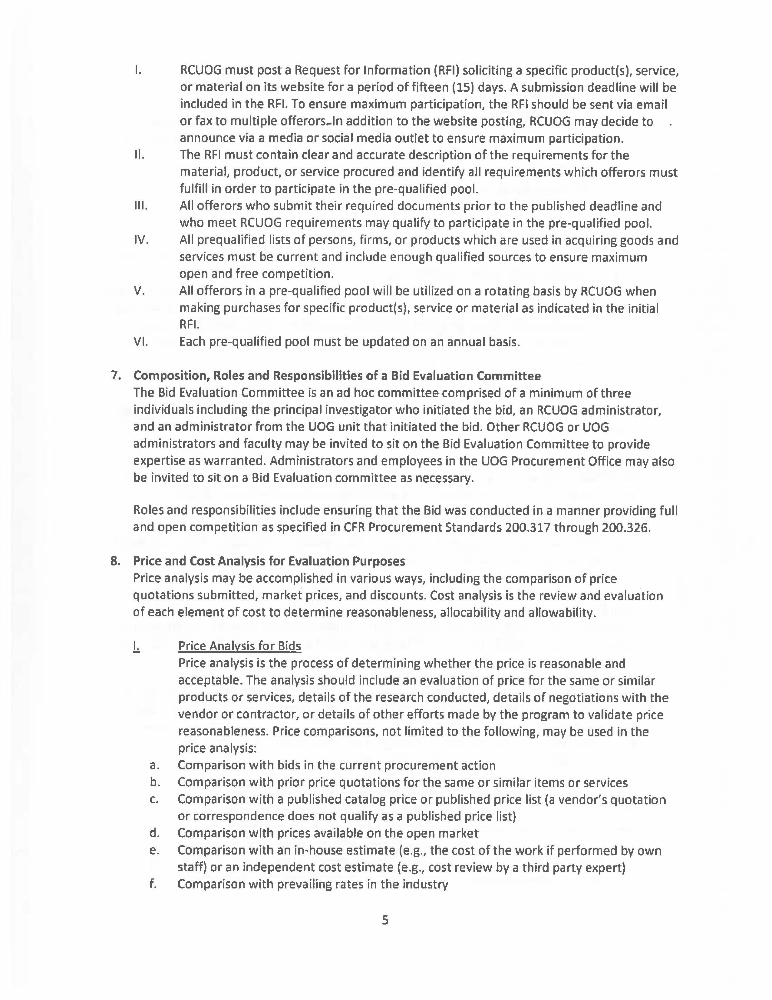 I. RCUOG must post a Request for Information (RFI) soliciting a specific product(s), service,
or material on its website for a period of fifteen (15) days. A submission deadline will be
included in the RFI. To ensure maximum participation, the RFI should be sent via email
or fax to multiple offerors. In addition to the website posting, RCUOG may decide to
announce via a media or social media outlet to ensure maximum participation.
II. The RFI must contain clear and accurate description of the requirements for the
material, product, or service procured and identify all requirements which offerors must
fulfill in order to participate in the pre-qualified pool.
III. All offerors who submit their required documents prior to the published deadline and
who meet RCUOG requirements may qualify to participate in the pre-qualified pool.
IV. All prequalified lists of persons, firms, or products which are used in acquiring goods and
services must be current and include enough qualified sources to ensure maximum
open and free competition.
V. All offerors in a pre-qualified pool will be utilized on a rotating basis by RCUOG when
making purchases for specific product(s), service or material as indicated in the initial
RFI.
VI. Each pre-qualified pool must be updated on an annual basis.
7. Composition, Roles and Responsibilities of a Bid Evaluation Committee
The Bid Evaluation Committee is an ad hoc committee comprised of a minimum of three
individuals including the principal investigator who initiated the bid, an RCUOG administrator,
and an administrator from the UOG unit that initiated the bid. Other RCUOG or UOG
administrators and faculty may be invited to sit on the Bid Evaluation Committee to provide
expertise as warranted. Administrators and employees in the UOG Procurement Office may also
be invited to sit on a Bid Evaluation committee as necessary.
Roles and responsibilities include ensuring that the Bid was conducted in a manner providing full
and open competition as specified in CFR Procurement Standards 200.317 through 200.326.
8. Price and Cost Analysis for Evaluation Purposes
Price analysis may be accomplished in various ways, including the comparison of price
quotations submitted, market prices, and discounts. Cost analysis is the review and evaluation
of each element of cost to determine reasonableness, allocability and allowability.
I. Price Analysis for Bids
Price analysis is the process of determining whether the price is reasonable and
acceptable. The analysis should include an evaluation of price for the same or similar
products or services, details of the research conducted, details of negotiations with the
vendor or contractor, or details of other efforts made by the program to validate price
reasonableness. Price comparisons, not limited to the following, may be used in the
price analysis:
a. Comparison with bids in the current procurement action
b. Comparison with prior price quotations for the same or similar items or services
c. Comparison with a published catalog price or published price list (a vendor's quotation
or correspondence does not qualify as a published price list)
d. Comparison with prices available on the open market
e. Comparison with an in-house estimate (e.g., the cost of the work if performed by own
staff) or an independent cost estimate (e.g., cost review by a third party expert)
f. Comparison with prevailing rates in the industry
5